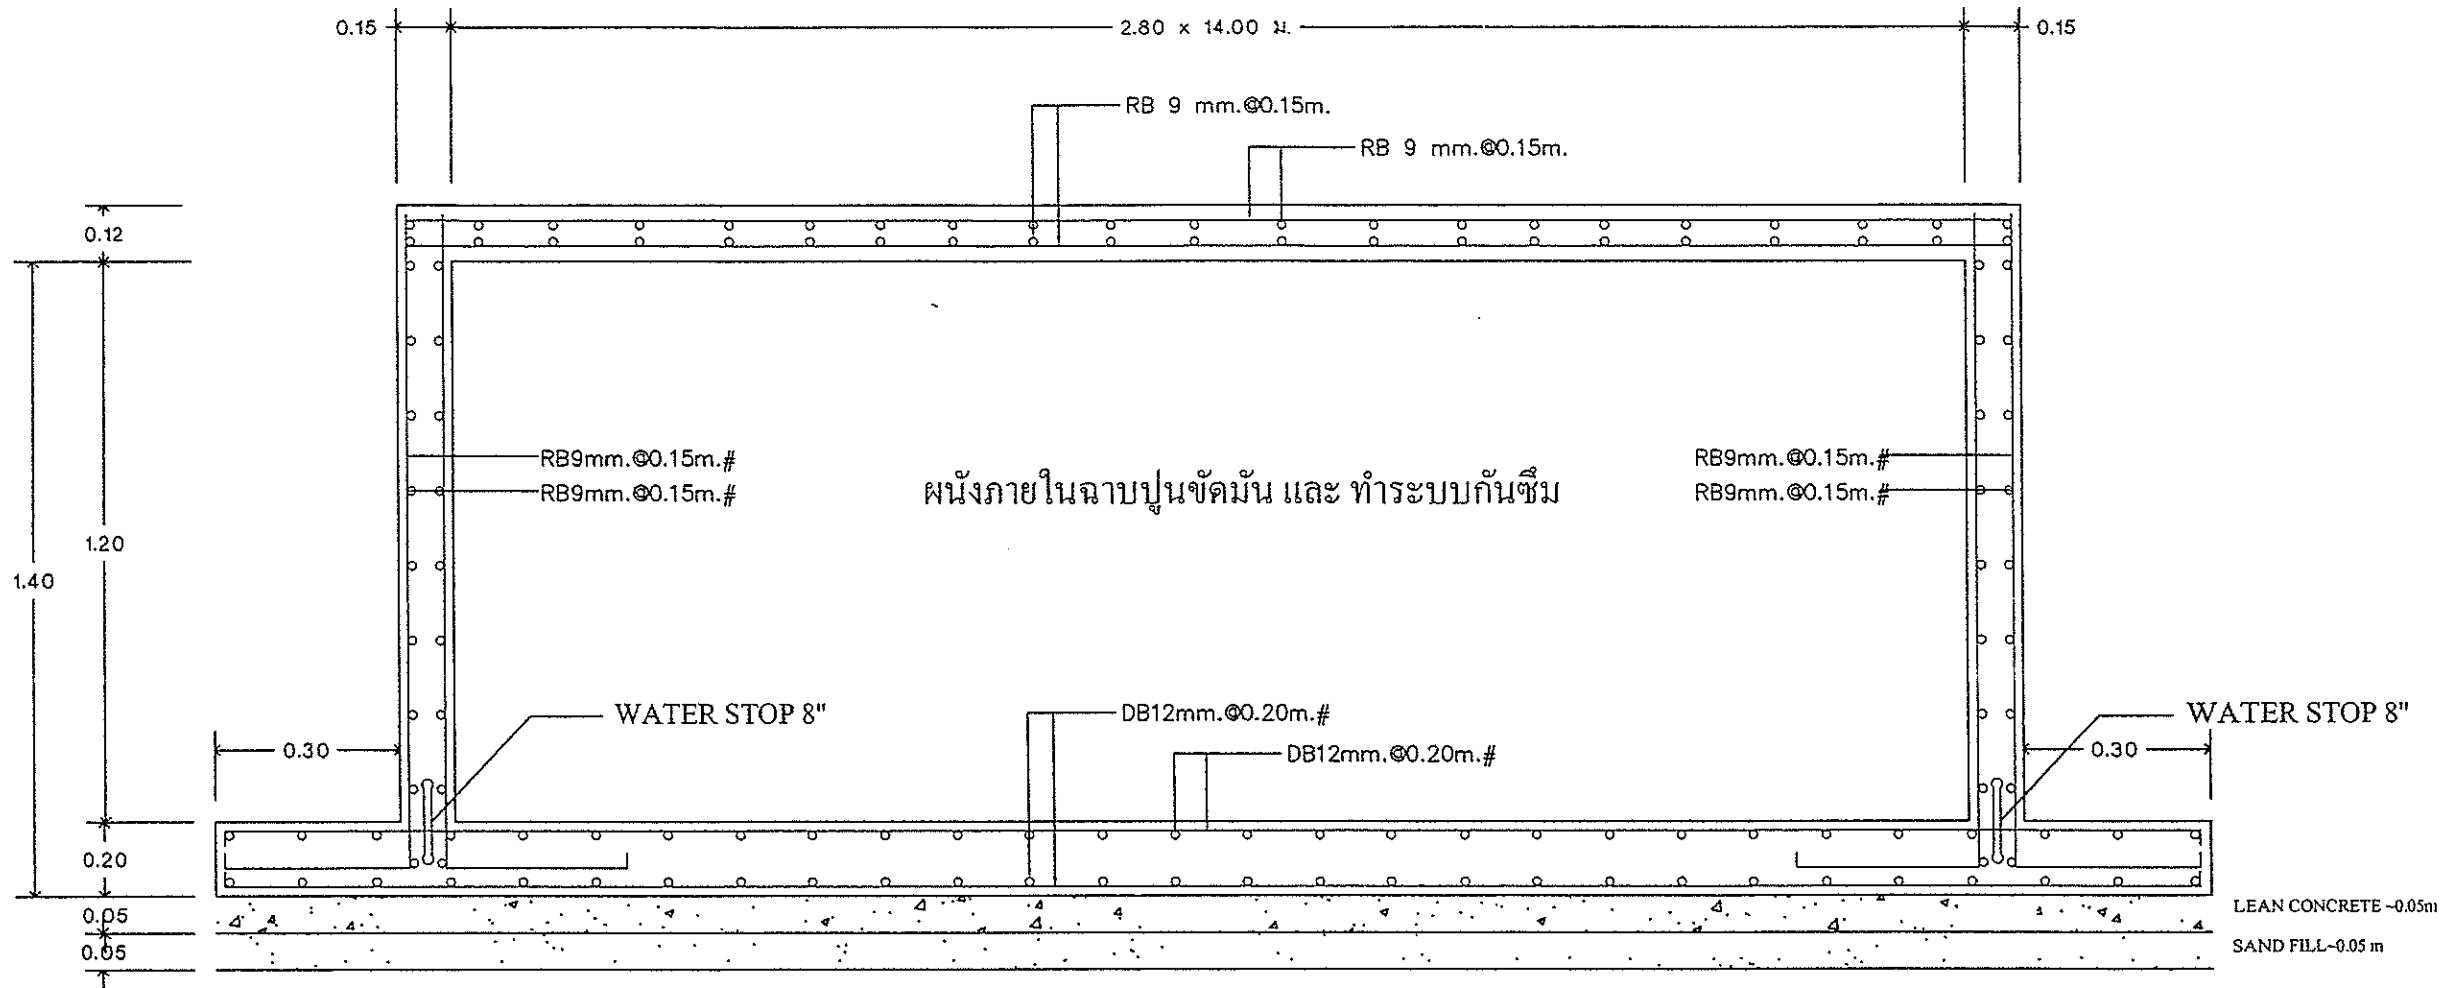 0.15
2.80 x 14.00 ม.
0.15
RB 9 mm.@0.15m.
RB 9 mm.@0.15m.
0.12
RB9mm.@0.15m.#
RB9mm.@0.15m.#
ผนังภายในฉาบปูนขัดมัน และ ทำระบบกันซึม
RB9mm.@0.15m.#
RB9mm.@0.15m.#
1.20
1.40
WATER STOP 8"
DB12mm.@0.20m.#
WATER STOP 8"
0.30
DB12mm.@0.20m.#
0.30
0.20
0.05
LEAN CONCRETE ~0.05m
0.05
SAND FILL~0.05 m